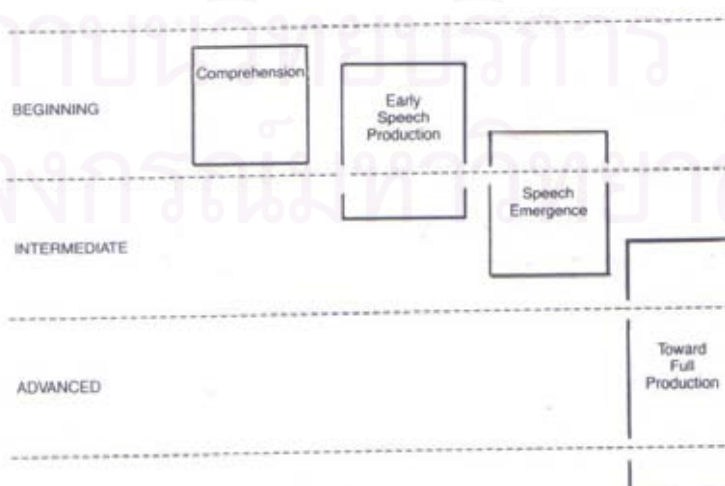 Comprehension
BEGINNING
Early
Speech
Production
Speech
Emergence
INTERMEDIATE
Toward
Full
Production
ADVANCED